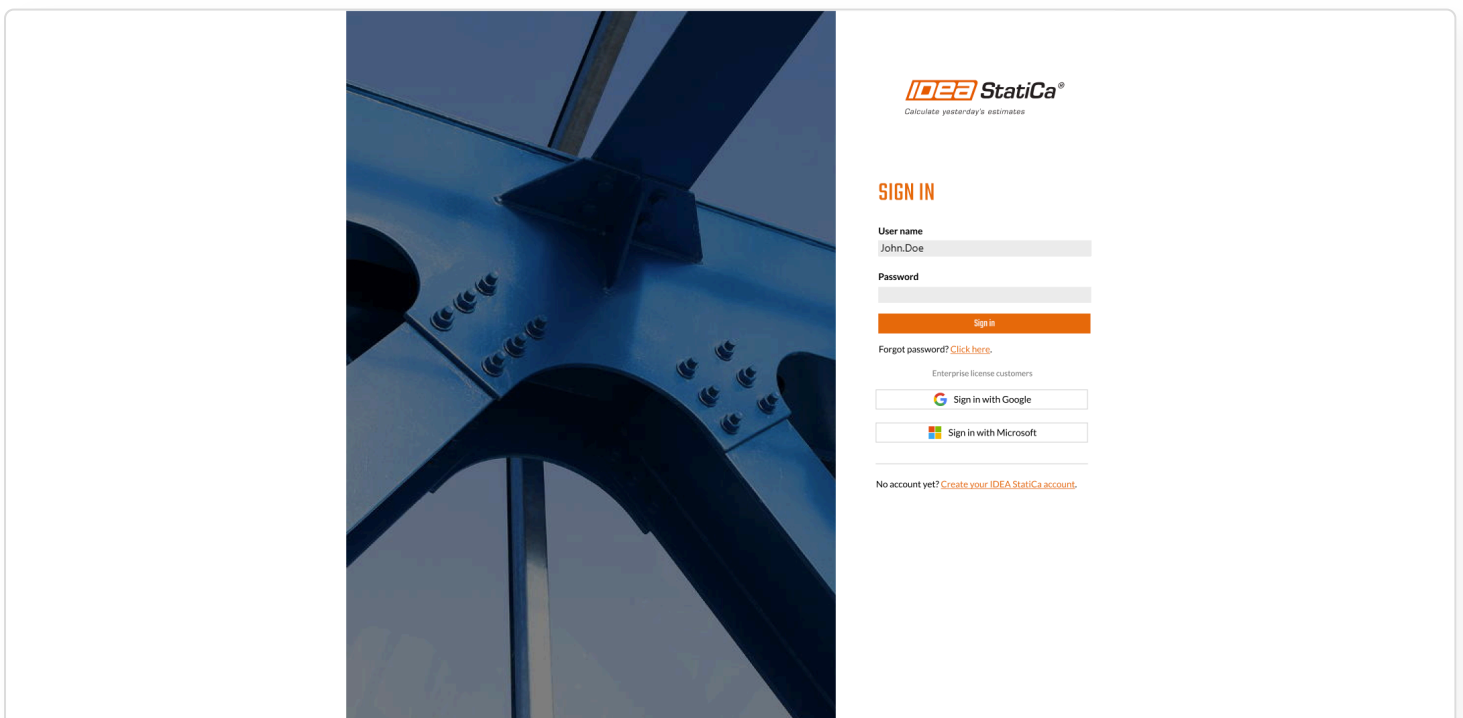 IDEA StatiCa®
Calculate yesterday's estimates
SIGN IN
User name
John.Doe
Password
Sign in
Forgot password? Click here.
Enterprise license customers
Sign in with Google
Sign in with Microsoft
No account yet? Create your IDEA StatiCa account.